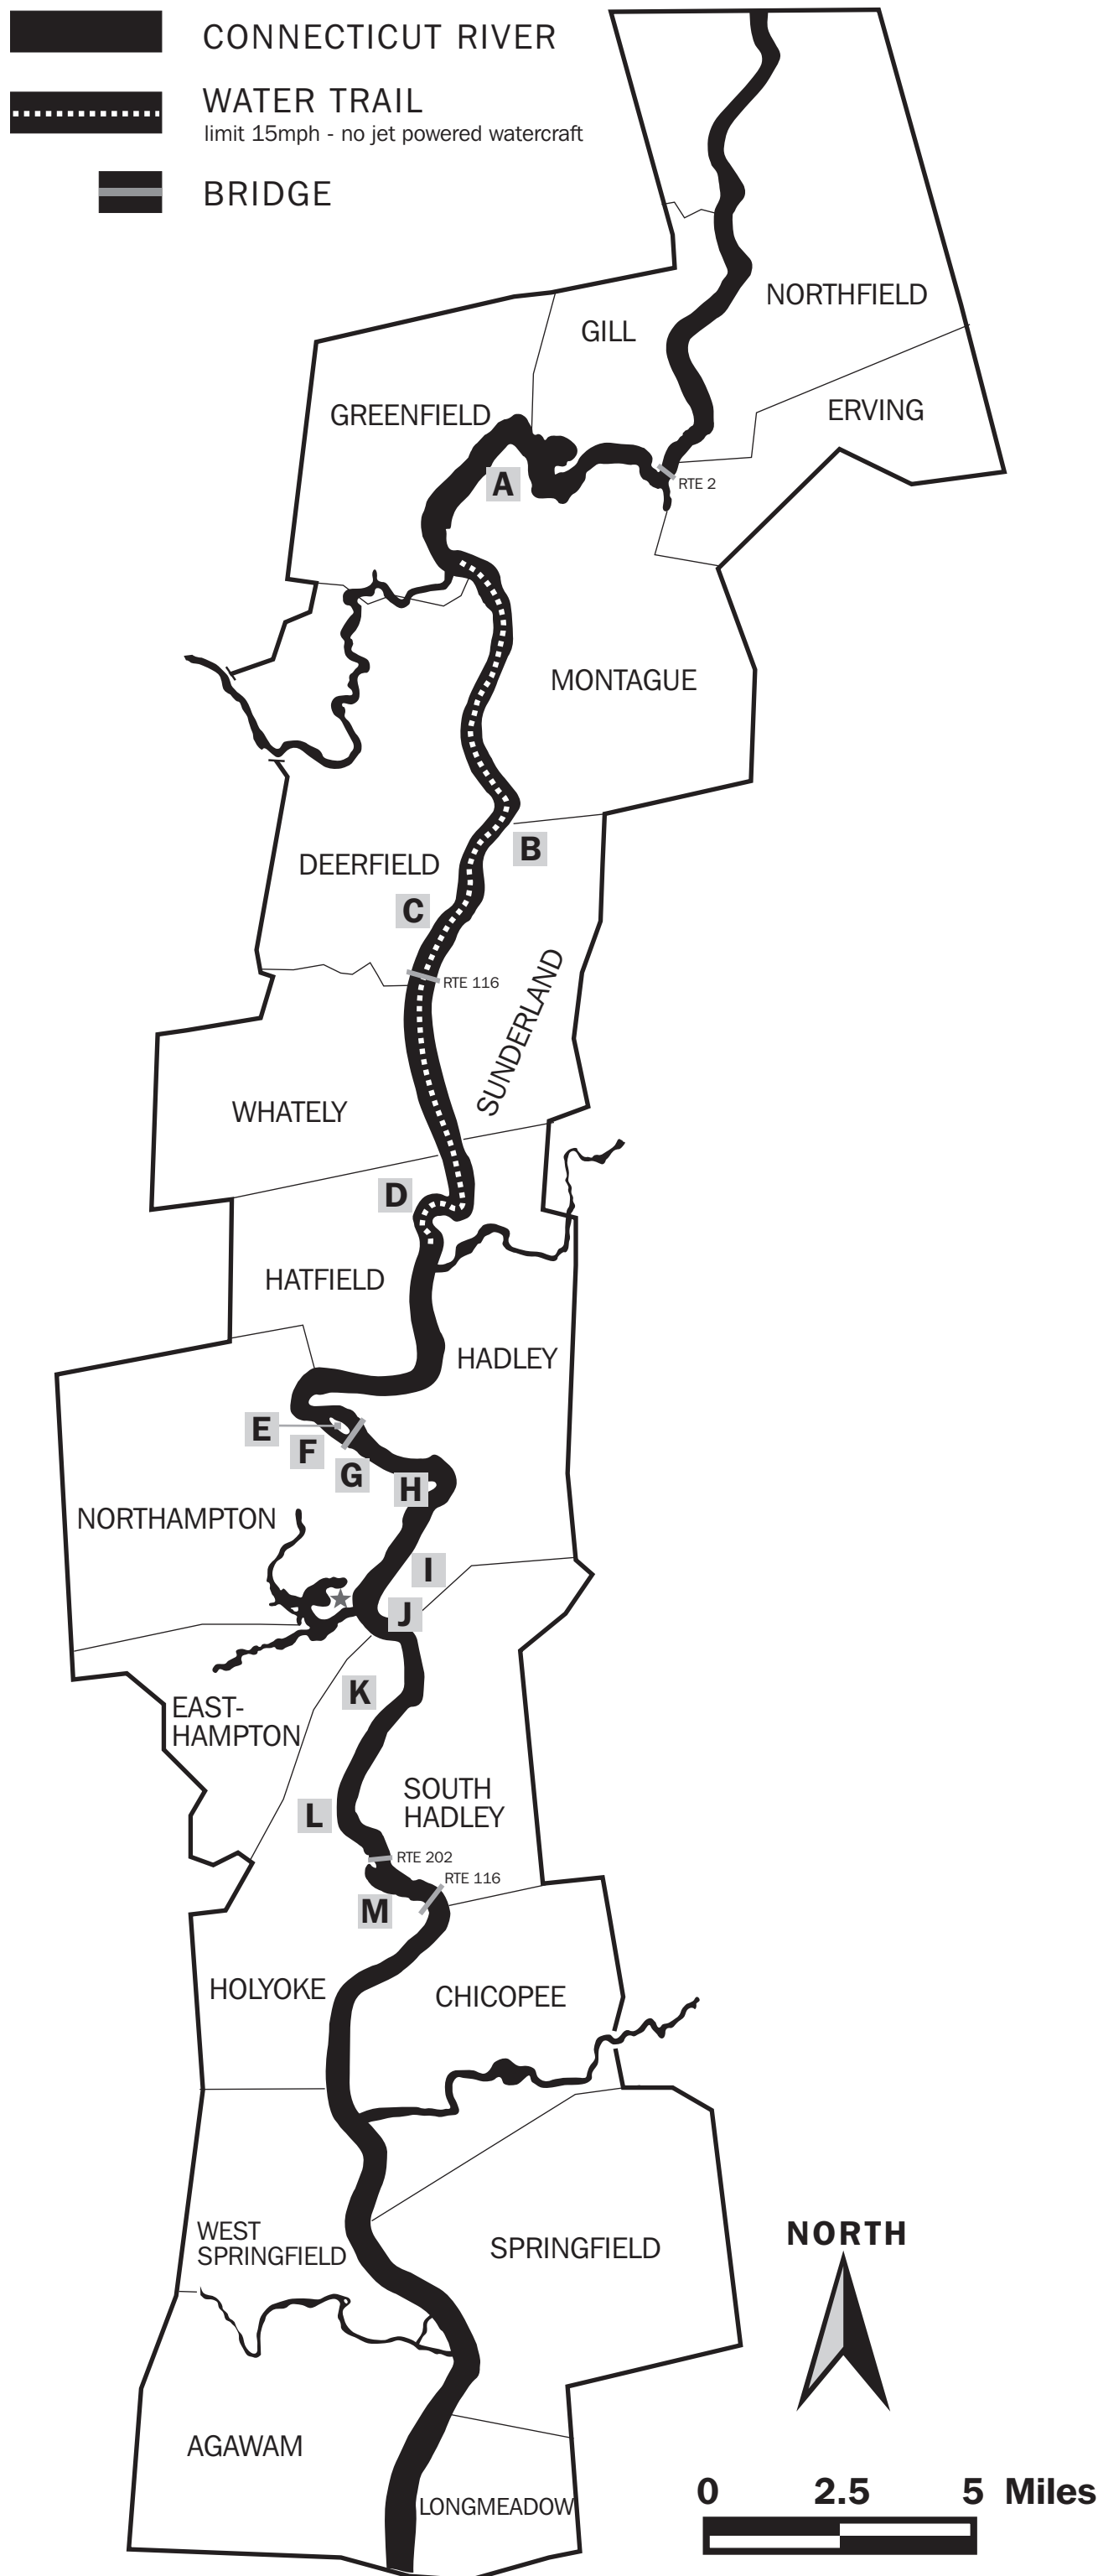 CONNECTICUT RIVER
WATER TRAIL
limit 15mph - no jet powered watercraft
BRIDGE
NORTHFIELD
GILL
ERVING
GREENFIELD
A
RTE 2
MONTAGUE
B
DEERFIELD
C
RTE 116
SUNDERLAND
WHATELY
D
HATFIELD
HADLEY
E
F
G
H
NORTHAMPTON
I
J
K
EAST-
HAMPTON
SOUTH
HADLEY
L
RTE 202
RTE 116
M
HOLYOKE
CHICOPEE
WEST
SPRINGFIELD
SPRINGFIELD
NORTH
AGAWAM
LONGMEADOW
0 2.5 5 Miles